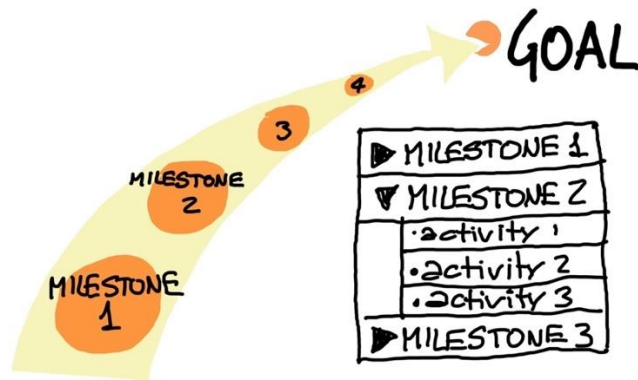 GOAL
4
3
MILESTONE
2
MILESTONE
1
MILESTONE 1
MILESTONE 2
•activity 1
•activity 2
•activity 3
MILESTONE 3